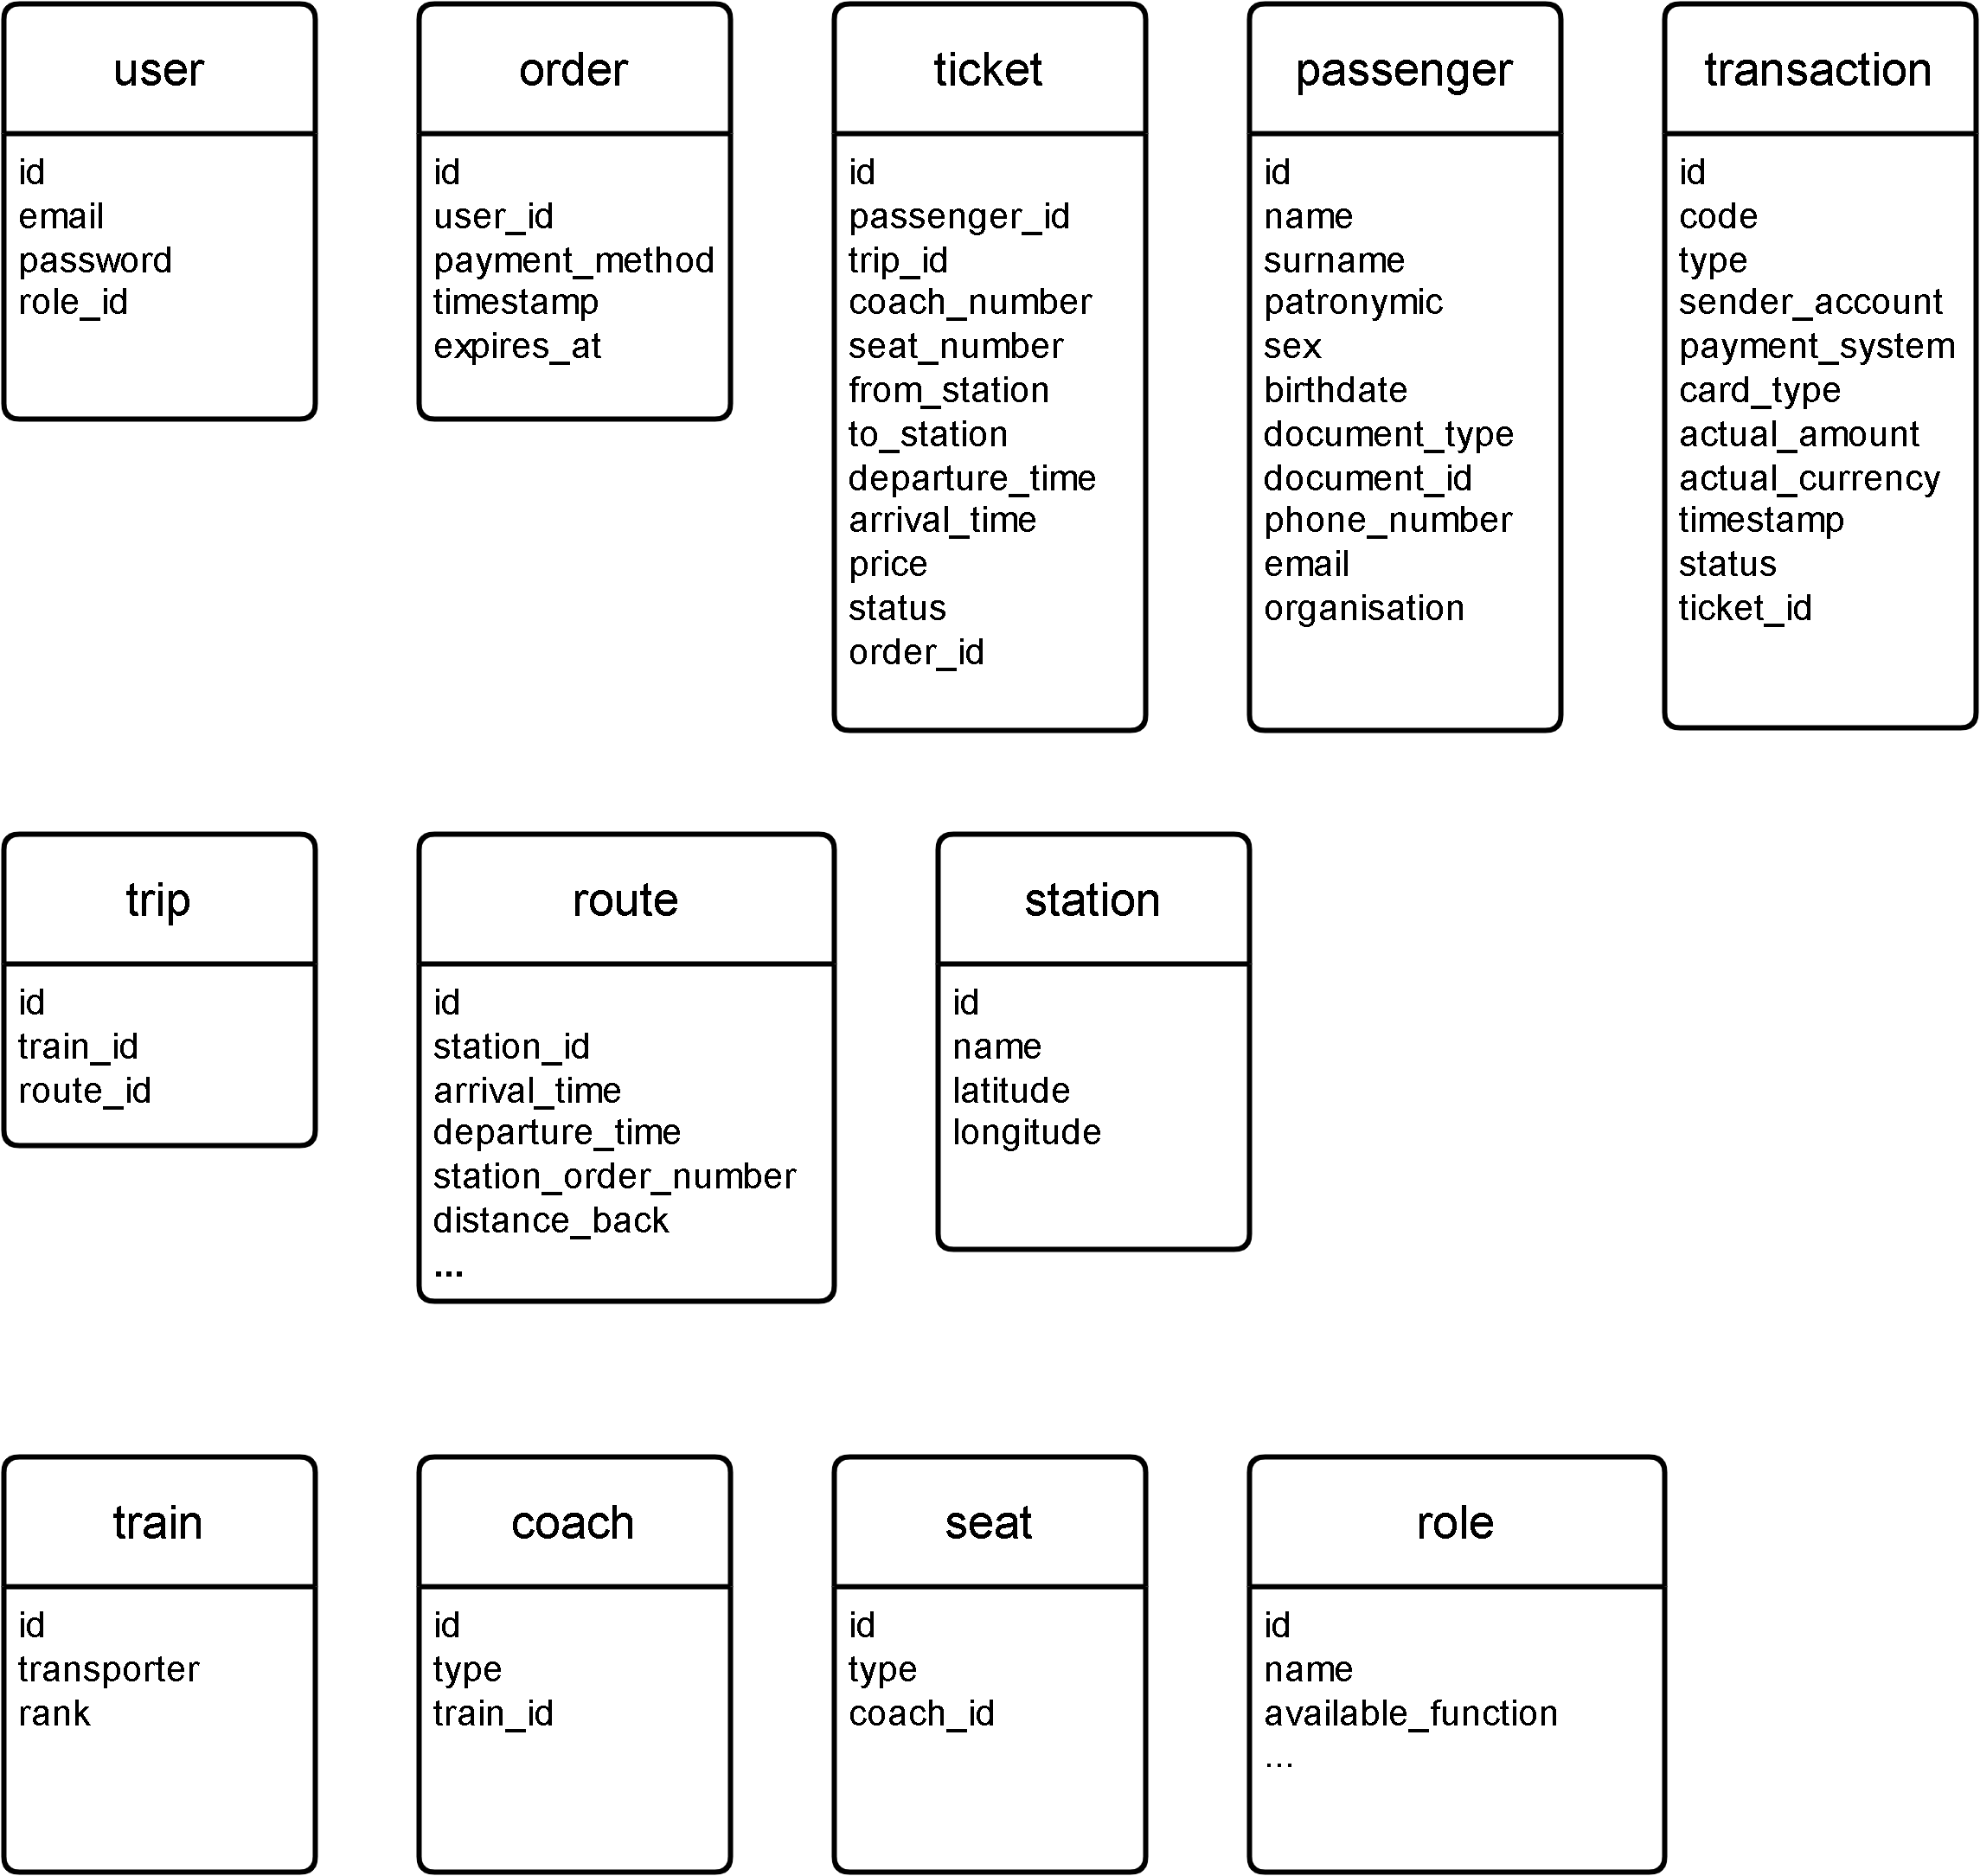 user
id
email
password
role_id
order
id
user_id
payment_method
timestamp
expires_at
ticket
id
passenger_id
trip_id
coach_number
seat_number
from_station
to_station
departure_time
arrival_time
price
status
order_id
passenger
id
name
surname
patronymic
sex
birthdate
document_type
document_id
phone_number
email
organisation
transaction
id
code
type
sender_account
payment_system
card_type
actual_amount
actual_currency
timestamp
status
ticket_id
trip
id
train_id
route_id
route
id
station_id
arrival_time
departure_time
station_order_number
distance_back
...
station
id
name
latitude
longitude
train
id
transporter
rank
coach
id
type
train_id
seat
id
type
coach_id
role
id
name
available_function
...